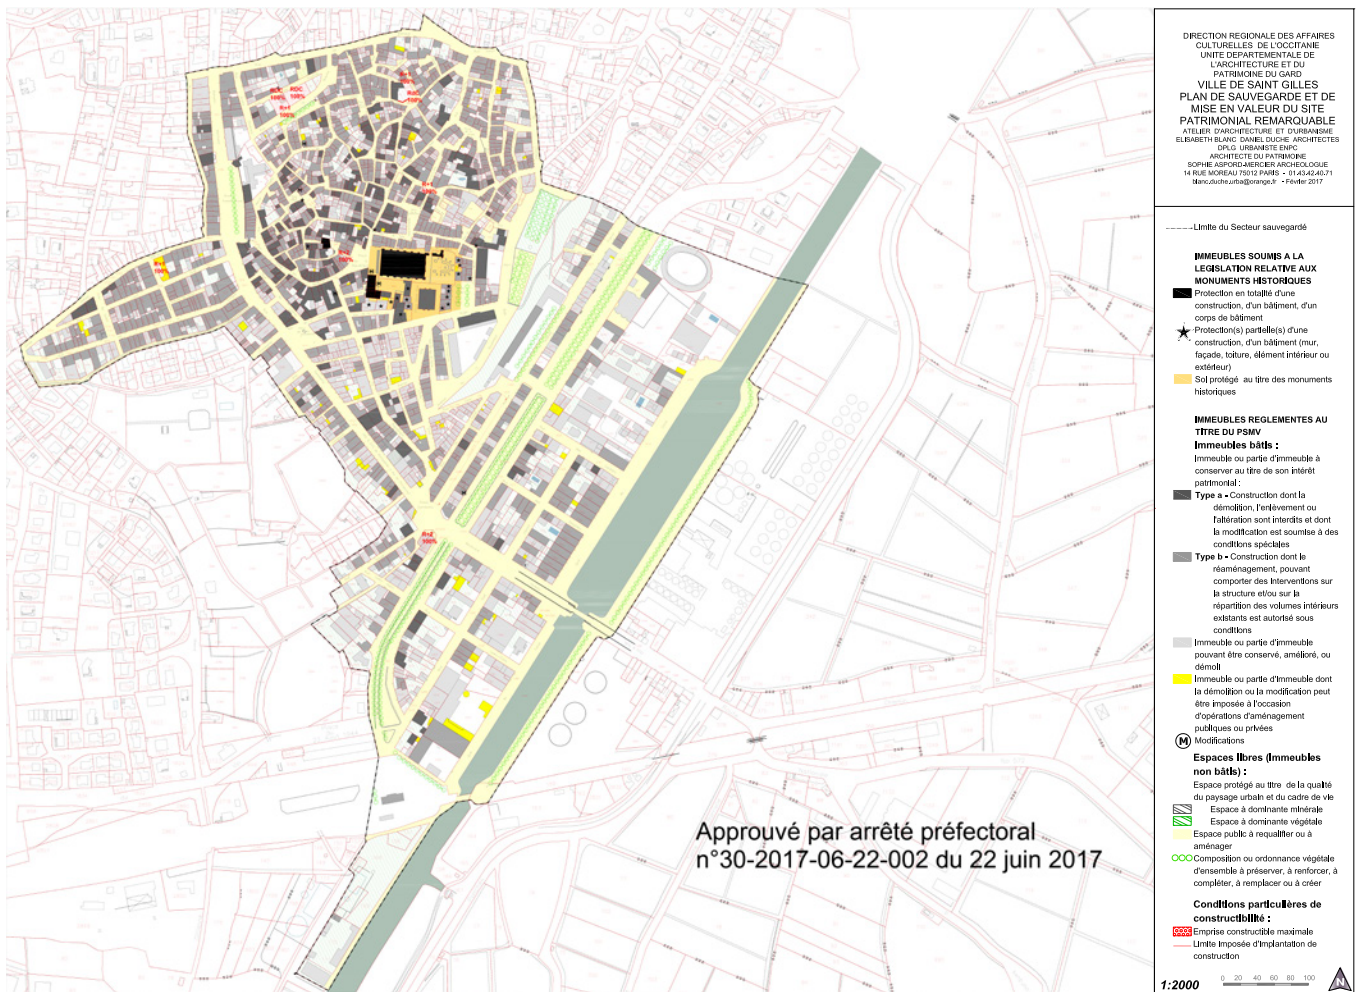 DIRECTION REGIONALE DES AFFAIRES
CULTURELLES DE L'OCCITANIE
UNITE DEPARTEMENTALE DE
L'ARCHITECTURE ET DU
PATRIMOINE DU GARD
VILLE DE SAINT GILLES
PLAN DE SAUVEGARDE ET DE
MISE EN VALEUR DU SITE
PATRIMONIAL REMARQUABLE
ATELIER D'ARCHITECTURE ET D'URBANISME
ELISABETH BLANC DANIEL DUCHE ARCHITECTES
DPLG URBANISTE ENPC
ARCHITECTE DU PATRIMOINE
SOPHIE ASPORD-MERCIER ARCHEOLOGUE
14 RUE MOREAU 75012 PARIS - 01.43.42.40.71
blanc.duche.urba@orange.fr - Février 2017
Limite du Secteur sauvegardé
IMMEUBLES SOUMIS A LA
LEGISLATION RELATIVE AUX
MONUMENTS HISTORIQUES
Protection en totalité d'une
construction, d'un bâtiment, d'un
corps de bâtiment
Protection(s) partielle(s) d'une
construction, d'un bâtiment (mur,
façade, toiture, élément intérieur ou
extérieur)
Sol protégé au titre des monuments
historiques
IMMEUBLES REGLEMENTES AU
TITRE DU PSMV
Immeubles bâtis :
Immeuble ou partie d'immeuble à
conserver au titre de son intérêt
patrimonial :
Type a - Construction dont la
démolition, l'enlèvement ou
l'altération sont interdits et dont
la modification est soumise à des
conditions spéciales
Type b - Construction dont le
réaménagement, pouvant
comporter des interventions sur
la structure et/ou sur la
répartition des volumes intérieurs
existants est autorisé sous
conditions
Immeuble ou partie d'immeuble
pouvant être conservé, amélioré, ou
démoli
Immeuble ou partie d'immeuble dont
la démolition ou la modification peut
être imposée à l'occasion
d'opérations d'aménagement
publiques ou privées
M Modifications
Espaces libres (immeubles
non bâtis) :
Espace protégé au titre de la qualité
du paysage urbain et du cadre de vie
Espace à dominante minérale
Espace à dominante végétale
Espace public à requalifier ou à
aménager
Composition ou ordonnance végétale
d'ensemble à préserver, à renforcer, à
compléter, à remplacer ou à créer
Conditions particulières de
constructibilité :
Emprise constructible maximale
Limite imposée d'implantation de
construction
1:2000
0 20 40 60 80 100
N
Approuvé par arrêté préfectoral
n°30-2017-06-22-002 du 22 juin 2017
RDC
100%
R+1
100%
R+1
100%
R+2
100%